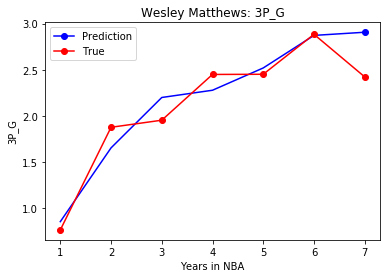 Wesley Matthews: 3P_G
Prediction
True
3P_G
3.0
2.5
2.0
1.5
1.0
1 2 3 4 5 6 7
Years in NBA